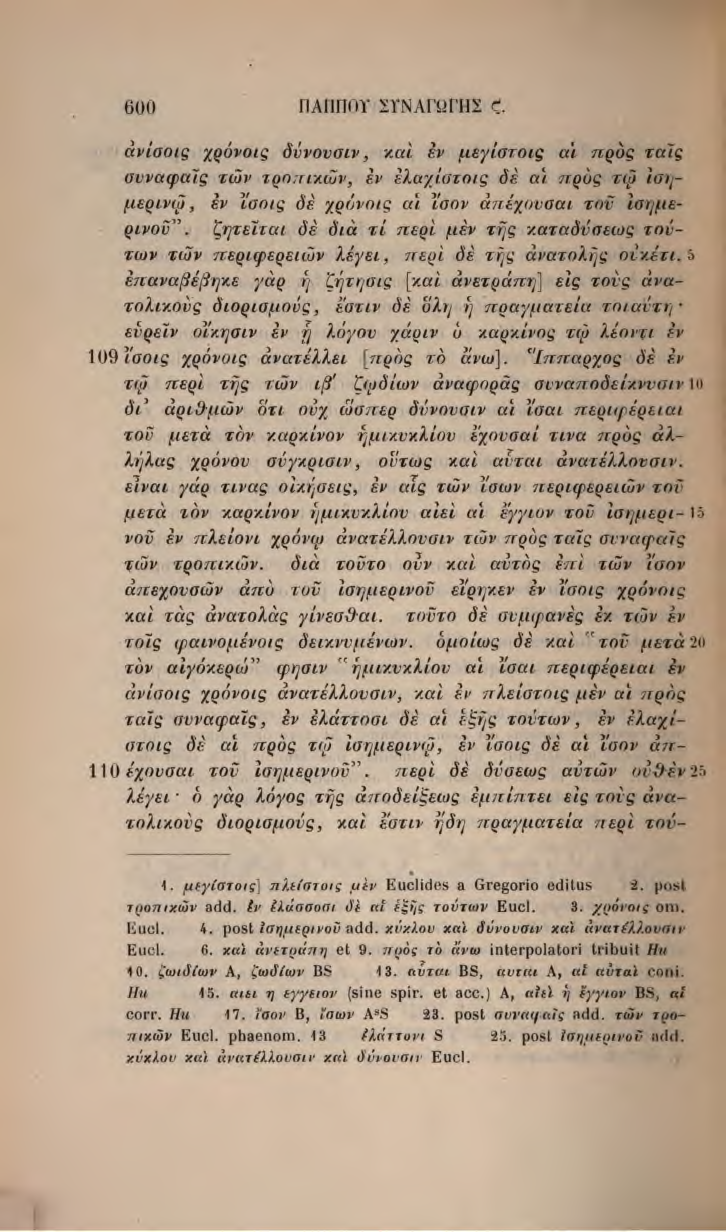 600 ΠΑΠΠΟΥ ΣΥΝΑΓΩΓΗΣ Ϛ.
ἀνίσοις χρόνοις δύνουσιν, καὶ ἐν μεγίστοις αἱ πρὸς ταῖς
συναφαῖς τῶν τροπικῶν, ἐν ἐλαχίστοις δὲ αἱ πρὸς τῷ ἰση-
μερινῷ, ἐν ἴσοις δὲ χρόνοις αἱ ἴσον ἀπέχουσαι τοῦ ἰσημε-
ρινοῦ". ζητεῖται δὲ διὰ τί περὶ μὲν τῆς καταδύσεως τού-
των τῶν περιφερειῶν λέγει, περὶ δὲ τῆς ἀνατολῆς οὐκέτι. 5
ἐπαναβέβηκε γὰρ ἡ ζήτησις [καὶ ἀνετράπη] εἰς τοὺς ἀνα-
τολικοὺς διορισμούς, ἔστιν δὲ ὅλη ἡ πραγματεία τοιαύτη·
εὑρεῖν οἴκησιν ἐν ᾗ λόγου χάριν ὁ καρκίνος τῷ λέοντι ἐν
109 ἴσοις χρόνοις ἀνατέλλει [πρὸς τὸ ἄνω]. Ἵππαρχος δὲ ἐν
τῷ περὶ τῆς τῶν ιβʹ ζῳδίων ἀναφορᾶς συναποδείκνυσιν 10
δι' ἀριθμῶν ὅτι οὐχ ὥσπερ δύνουσιν αἱ ἴσαι περιφέρειαι
τοῦ μετὰ τὸν καρκίνον ἡμικυκλίου ἔχουσαί τινα πρὸς ἀλ-
λήλας χρόνου σύγκρισιν, οὕτως καὶ αὗται ἀνατέλλουσιν.
εἶναι γάρ τινας οἰκήσεις, ἐν αἷς τῶν ἴσων περιφερειῶν τοῦ
μετὰ τὸν καρκίνον ἡμικυκλίου αἰεὶ αἱ ἔγγιον τοῦ ἰσημερι- 15
νοῦ ἐν πλείονι χρόνῳ ἀνατέλλουσιν τῶν πρὸς ταῖς συναφαῖς
τῶν τροπικῶν. διὰ τοῦτο οὖν καὶ αὐτὸς ἐπὶ τῶν ἴσον
ἀπεχουσῶν ἀπὸ τοῦ ἰσημερινοῦ εἴρηκεν ἐν ἴσοις χρόνοις
καὶ τὰς ἀνατολὰς γίνεσθαι. τοῦτο δὲ συμφανὲς ἐκ τῶν ἐν
τοῖς φαινομένοις δεικνυμένων. ὁμοίως δὲ καὶ "τοῦ μετὰ 20
τὸν αἰγόκερώ" φησιν "ἡμικυκλίου αἱ ἴσαι περιφέρειαι ἐν
ἀνίσοις χρόνοις ἀνατέλλουσιν, καὶ ἐν πλείστοις μὲν αἱ πρὸς
ταῖς συναφαῖς, ἐν ἐλάττοσι δὲ αἱ ἑξῆς τούτων, ἐν ἐλαχί-
στοις δὲ αἱ πρὸς τῷ ἰσημερινῷ, ἐν ἴσοις δὲ αἱ ἴσον ἀπ-
110 έχουσαι τοῦ ἰσημερινοῦ". περὶ δὲ δύσεως αὐτῶν οὐθὲν 25
λέγει· ὁ γὰρ λόγος τῆς ἀποδείξεως ἐμπίπτει εἰς τοὺς ἀνα-
τολικοὺς διορισμούς, καὶ ἔστιν ἤδη πραγματεία περὶ τού-
1. μεγίστοις] πλείστοις μὲν Euclides a Gregorio editus 2. post
τροπικῶν add. ἐν ἐλάσσοσι δὲ αἱ ἑξῆς τούτων Eucl. 3. χρόνοις om.
Eucl. 4. post ἰσημερινοῦ add. κύκλου καὶ δύνουσιν καὶ ἀνατέλλουσιν
Eucl. 6. καὶ ἀνετράπη et 9. πρὸς τὸ ἄνω interpolatori tribuit Hu
10. ζωιδίων A, ζωδίων BS 13. αὗται BS, αυται A, αἱ αὐταὶ coni.
Hu 15. αιει η εγγειον (sine spir. et acc.) A, αἰεὶ ἡ ἔγγιον BS, αἱ
corr. Hu 17. ἴσον B, ἴσων AˢS 23. post συναφαῖς add. τῶν τρο-
πικῶν Eucl. phaenom. 13 ἐλάττονι S 25. post ἰσημερινοῦ add.
κύκλου καὶ ἀνατέλλουσιν καὶ δύνουσιν Eucl.